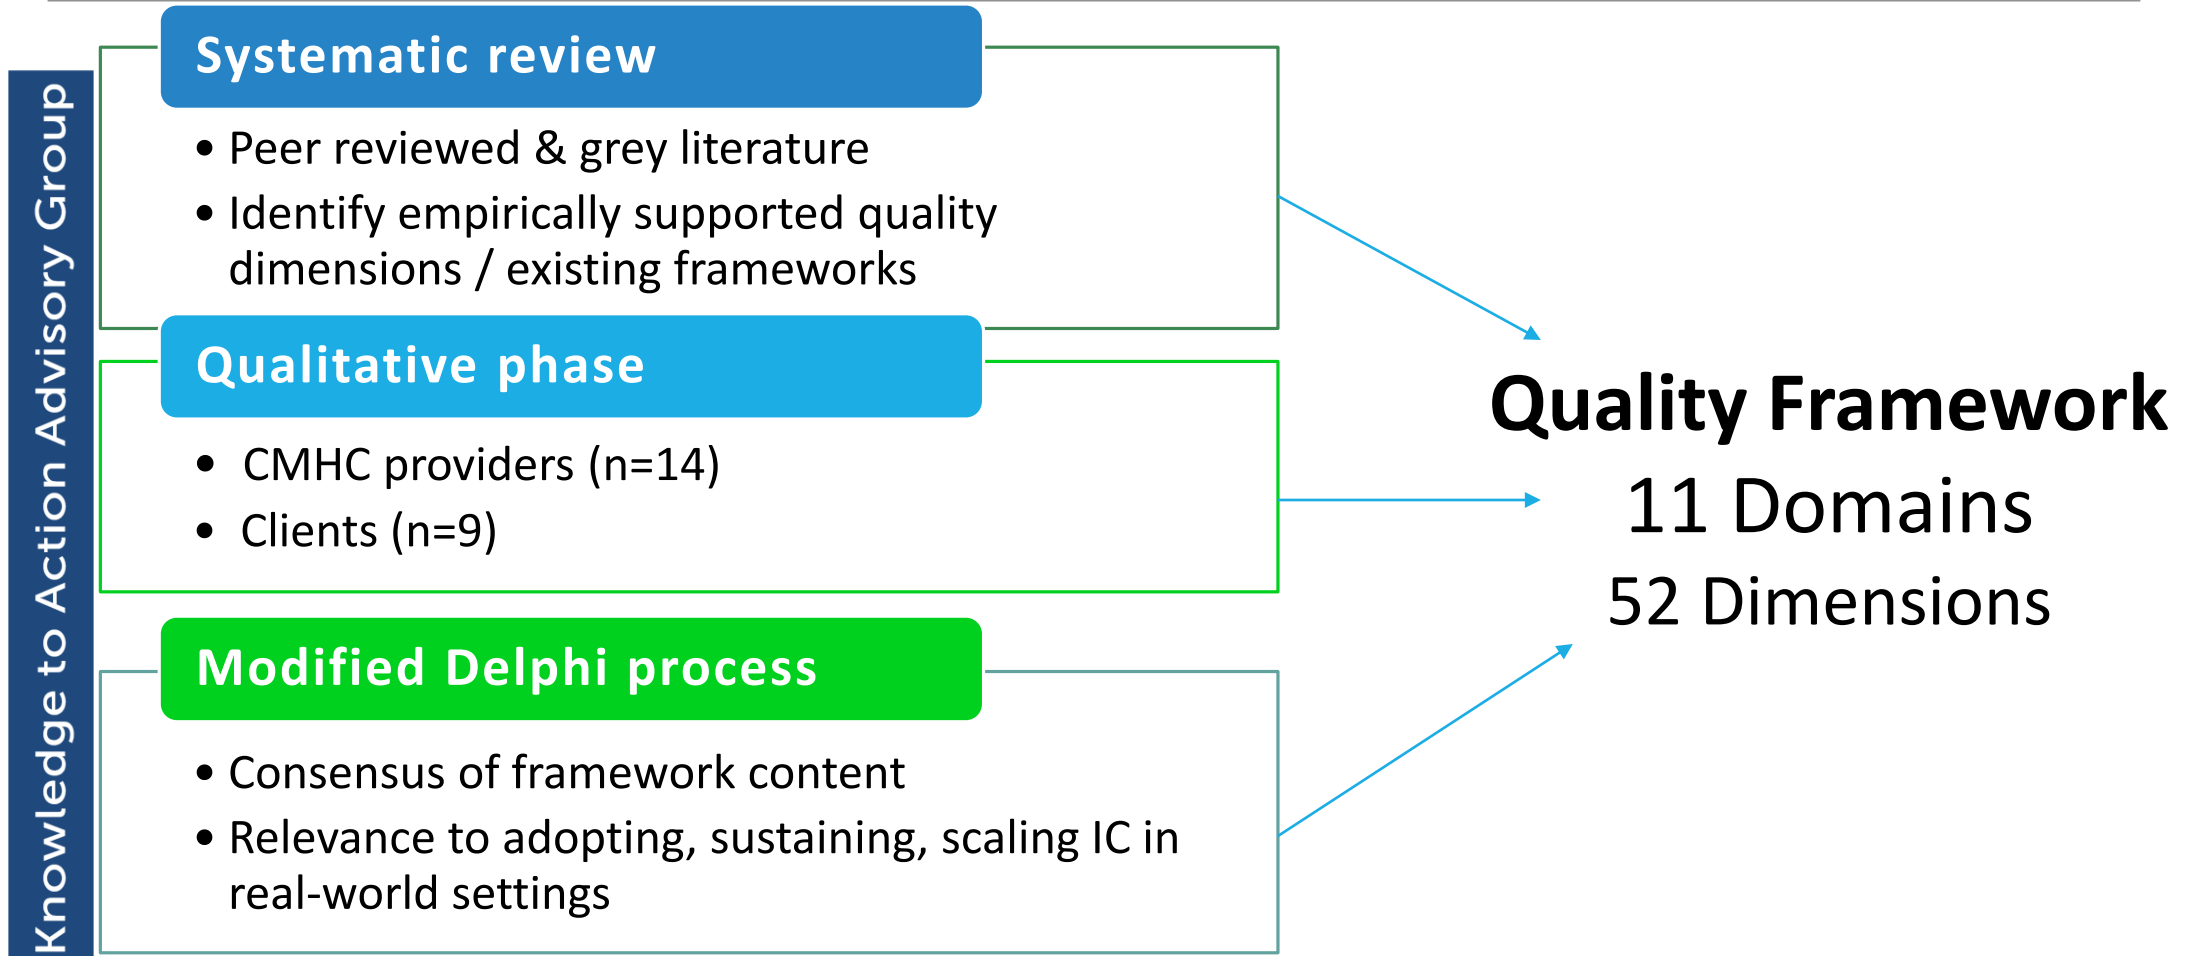 Knowledge to Action Advisory Group
Systematic review
• Peer reviewed & grey literature
• Identify empirically supported quality
dimensions / existing frameworks
Qualitative phase
• CMHC providers (n=14)
• Clients (n=9)
Modified Delphi process
• Consensus of framework content
• Relevance to adopting, sustaining, scaling IC in
real-world settings
Quality Framework
11 Domains
52 Dimensions